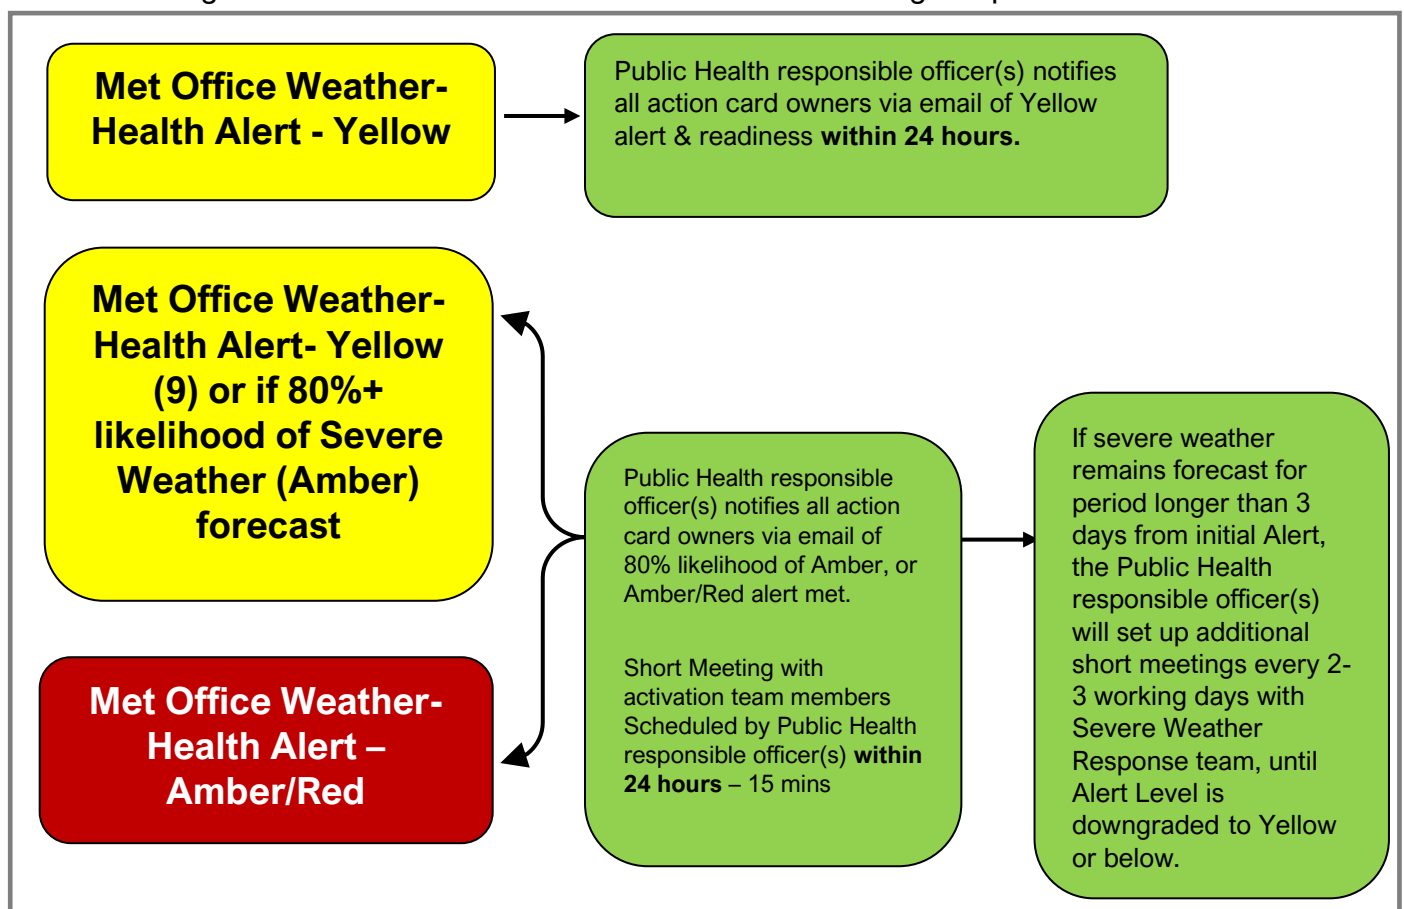 Met Office Weather-
Health Alert - Yellow
Public Health responsible officer(s) notifies
all action card owners via email of Yellow
alert & readiness within 24 hours.
Met Office Weather-
Health Alert- Yellow
(9) or if 80%+
likelihood of Severe
Weather (Amber)
forecast
Public Health responsible
officer(s) notifies all action
card owners via email of
80% likelihood of Amber, or
Amber/Red alert met.
Short Meeting with
activation team members
Scheduled by Public Health
responsible officer(s) within
24 hours – 15 mins
If severe weather
remains forecast for
period longer than 3
days from initial Alert,
the Public Health
responsible officer(s)
will set up additional
short meetings every 2-
3 working days with
Severe Weather
Response team, until
Alert Level is
downgraded to Yellow
or below.
Met Office Weather-
Health Alert –
Amber/Red